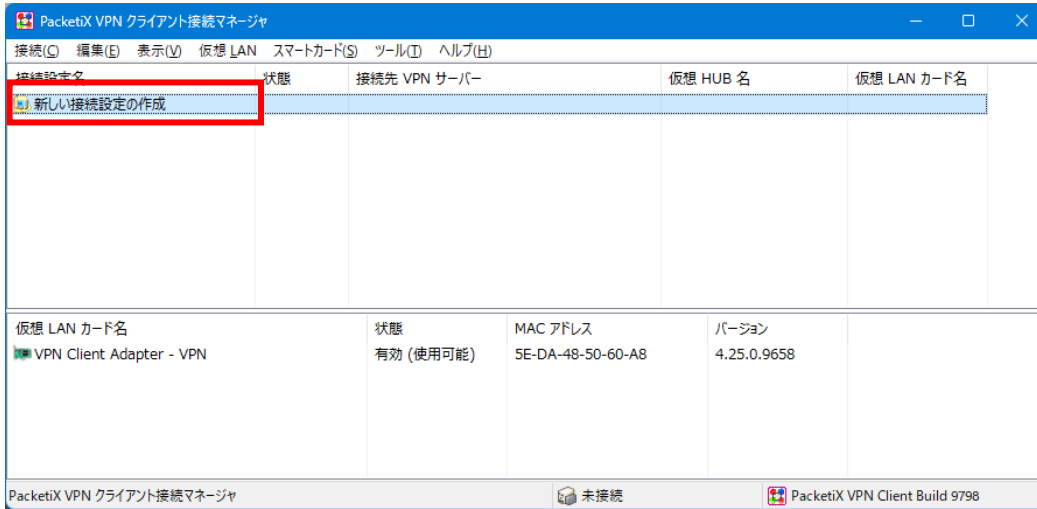 PacketiX VPN クライアント接続マネージャ
接続(C) 編集(E) 表示(V) 仮想 LAN スマートカード(S) ツール(T) ヘルプ(H)
接続設定名 状態 接続先 VPN サーバー 仮想 HUB 名 仮想 LAN カード名
新しい接続設定の作成
仮想 LAN カード名 状態 MAC アドレス バージョン
VPN Client Adapter - VPN 有効 (使用可能) 5E-DA-48-50-60-A8 4.25.0.9658
PacketiX VPN クライアント接続マネージャ 未接続 PacketiX VPN Client Build 9798